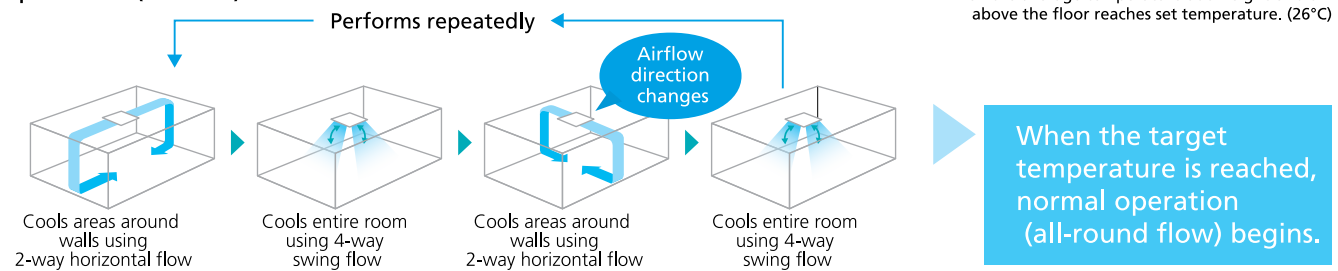 above the floor reaches set temperature. (26°C)
Performs repeatedly
Airflow
direction
changes
Cools areas around
walls using
2-way horizontal flow
Cools entire room
using 4-way
swing flow
Cools areas around
walls using
2-way horizontal flow
Cools entire room
using 4-way
swing flow
When the target
temperature is reached,
normal operation
(all-round flow) begins.